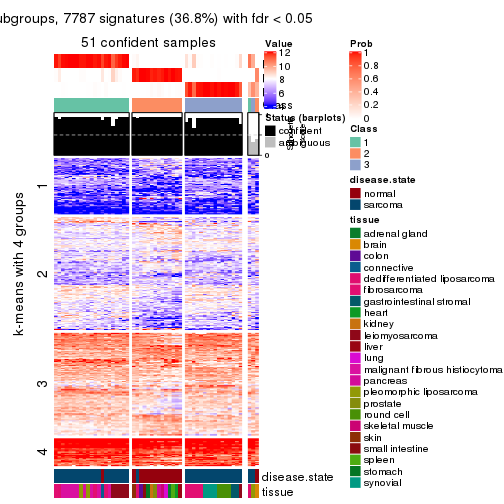 ubgroups, 7787 signatures (36.8%) with fdr < 0.05
51 confident samples
k-means with 4 groups
1
2
3
4
Value
12
10
8
6
Status (barplots)
confident
ambiguous
0
Prob
1
0.8
0.6
0.4
0.2
0
Class
1
2
3
disease.state
normal
sarcoma
tissue
adrenal gland
brain
colon
connective
dedifferentiated liposarcoma
fibrosarcoma
gastrointestinal stromal
heart
kidney
leiomyosarcoma
liver
lung
malignant fibrous histiocytoma
pancreas
pleomorphic liposarcoma
prostate
round cell
skeletal muscle
skin
small intestine
spleen
stomach
synovial
disease.state
tissue